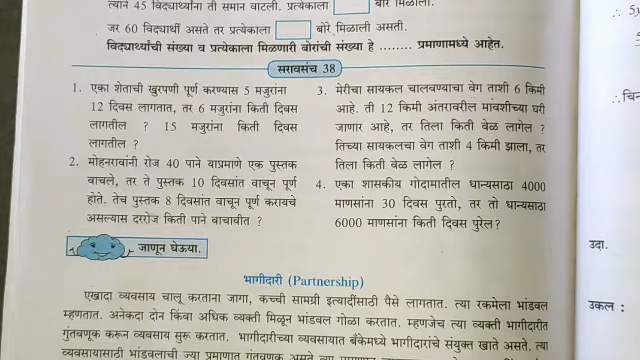 त्याने 45 विद्यार्थ्यांना ती समान वाटली. प्रत्येकाला बोरे मिळाली.
जर 60 विद्यार्थी असते तर प्रत्येकाला बोरे मिळाली असती.
विद्यार्थ्यांची संख्या व प्रत्येकाला मिळणारी बोरांची संख्या हे ........ प्रमाणामध्ये आहेत.
सरावसंच 38
1. एका शेताची खुरपणी पूर्ण करण्यास 5 मजुरांना
12 दिवस लागतात, तर 6 मजुरांना किती दिवस
लागतील ? 15 मजुरांना किती दिवस
लागतील ?
2. मोहनरावांनी रोज 40 पाने याप्रमाणे एक पुस्तक
वाचले, तर ते पुस्तक 10 दिवसांत वाचून पूर्ण
होते. तेच पुस्तक 8 दिवसांत वाचून पूर्ण करायचे
असल्यास दररोज किती पाने वाचावीत ?
3. मेरीचा सायकल चालवण्याचा वेग ताशी 6 किमी
आहे. ती 12 किमी अंतरावरील मावशीच्या घरी
जाणार आहे, तर तिला किती वेळ लागेल ?
तिच्या सायकलचा वेग ताशी 4 किमी झाला, तर
तिला किती वेळ लागेल ?
4. एका शासकीय गोदामातील धान्यसाठा 4000
माणसांना 30 दिवस पुरतो, तर तो धान्यसाठा
6000 माणसांना किती दिवस पुरेल ?
जाणून घेऊया.
भागीदारी (Partnership)
एखादा व्यवसाय चालू करताना जागा, कच्ची सामग्री इत्यादींसाठी पैसे लागतात. त्या रकमेला भांडवल
म्हणतात. अनेकदा दोन किंवा अधिक व्यक्ती मिळून भांडवल गोळा करतात. म्हणजेच त्या व्यक्ती भागीदारीत
गुंतवणूक करून व्यवसाय सुरू करतात. भागीदारीच्या व्यवसायात बँकेमध्ये भागीदारांचे संयुक्त खाते असते. त्या
व्यवसायासाठी भांडवलाची ज्या प्रमाणात गुंतवणूक असते त्या
∴ चि
उदा.
उकल :